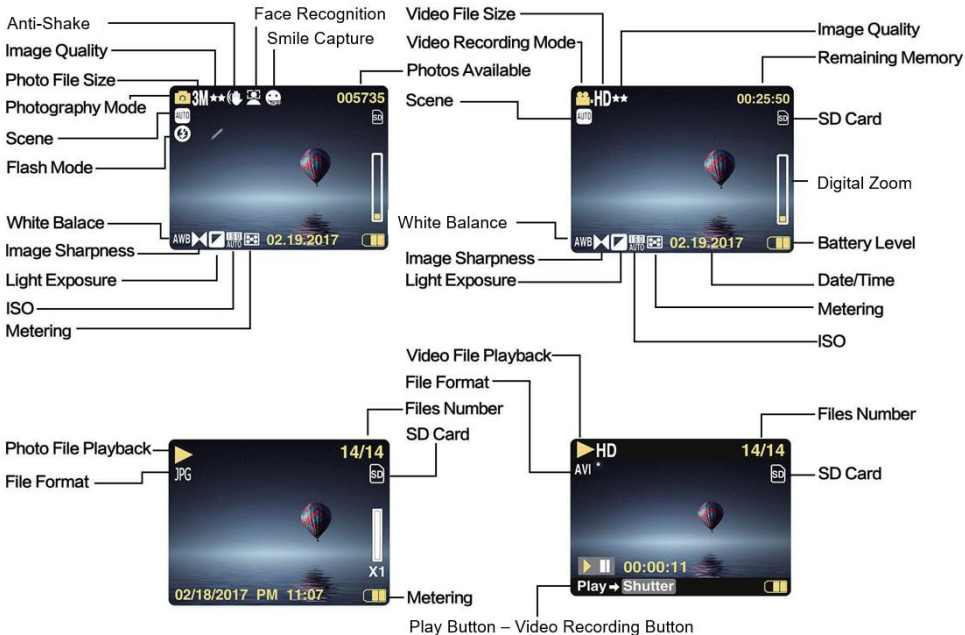 Anti-Shake
Image Quality
Photo File Size
Photography Mode
Scene
Flash Mode
White Balace
Image Sharpness
Light Exposure
ISO
Metering
Face Recognition
Smile Capture
Photos Available
3M
005735
AUTO
SD
OFF
AWB
ISO
AUTO
02.19.2017
Video File Size
Video Recording Mode
Scene
White Balance
Image Sharpness
Light Exposure
HD
00:25:50
AUTO
SD
AWB
ISO
AUTO
02.19.2017
Image Quality
Remaining Memory
SD Card
Digital Zoom
Battery Level
Date/Time
Metering
ISO
Photo File Playback
File Format
14/14
JPG
SD
X1
02/18/2017 PM 11:07
Files Number
SD Card
Metering
Video File Playback
File Format
HD
14/14
AVI
SD
00:00:11
Play → Shutter
Files Number
SD Card
Play Button – Video Recording Button